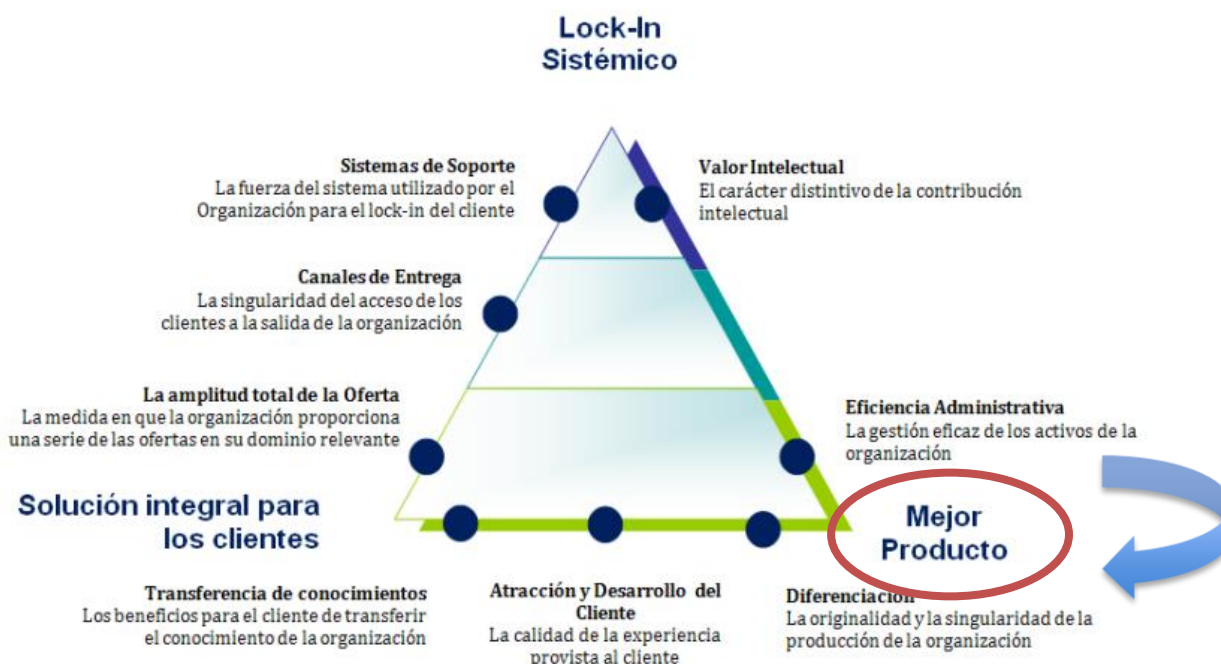 Lock-In
Sistémico
Sistemas de Soporte
La fuerza del sistema utilizado por el
Organización para el lock-in del cliente
Valor Intelectual
El carácter distintivo de la contribución
intelectual
Canales de Entrega
La singularidad del acceso de los
clientes a la salida de la organización
La amplitud total de la Oferta
La medida en que la organización proporciona
una serie de las ofertas en su dominio relevante
Eficiencia Administrativa
La gestión eficaz de los activos de la
organización
Solución integral para
los clientes
Mejor
Producto
Transferencia de conocimientos
Los beneficios para el cliente de transferir
el conocimiento de la organización
Atracción y Desarrollo del
Cliente
La calidad de la experiencia
provista al cliente
Diferenciación
La originalidad y la singularidad de la
producción de la organización